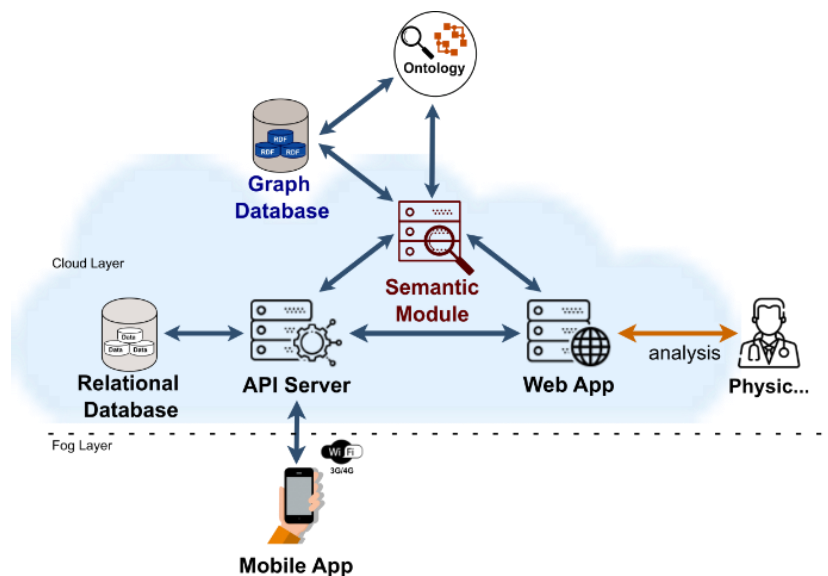 Ontology
RDF
RDF RDF
Graph
Database
Cloud Layer
Semantic
Module
Data
Data Data
Relational
Database
API Server
Web App
analysis
Physic...
Fog Layer
Wi Fi
3G/4G
Mobile App